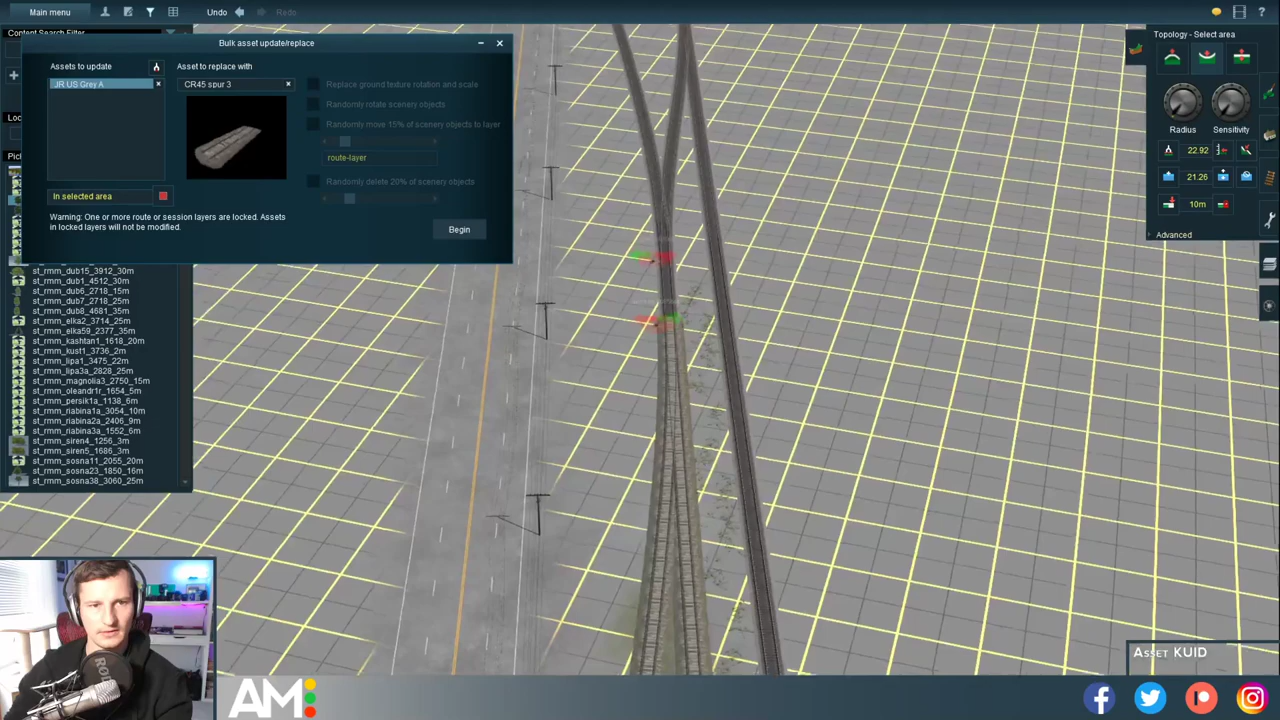 Main menu
Undo
Redo
Content Search Filter
Bulk asset update/replace
Assets to update
Asset to replace with
JR US Grey A
CR45 spur 3
Replace ground texture rotation and scale
Randomly rotate scenery objects
Randomly move 15% of scenery objects to layer
route-layer
Randomly delete 20% of scenery objects
In selected area
Warning: One or more route or session layers are locked. Assets
in locked layers will not be modified.
Begin
st_rmm_dub15_3912_30m
st_rmm_dub1_4512_30m
st_rmm_dub6_2718_15m
st_rmm_dub7_2718_25m
st_rmm_dub8_4681_35m
st_rmm_elka2_3714_25m
st_rmm_elka59_2377_35m
st_rmm_kashtan1_1618_20m
st_rmm_kust1_3736_2m
st_rmm_lipa1_3475_22m
st_rmm_lipa3a_2828_25m
st_rmm_magnolia3_2750_15m
st_rmm_oleandr1r_1654_5m
st_rmm_persik1a_1138_6m
st_rmm_riabina1a_3054_10m
st_rmm_riabina2a_2406_9m
st_rmm_riabina3a_1552_6m
st_rmm_siren4_1256_3m
st_rmm_siren5_1686_3m
st_rmm_sosna11_2055_20m
st_rmm_sosna23_1850_16m
st_rmm_sosna38_3060_25m
Topology - Select area
Radius
Sensitivity
22.92
21.26
10m
Advanced
Asset KUID
RODE
AM